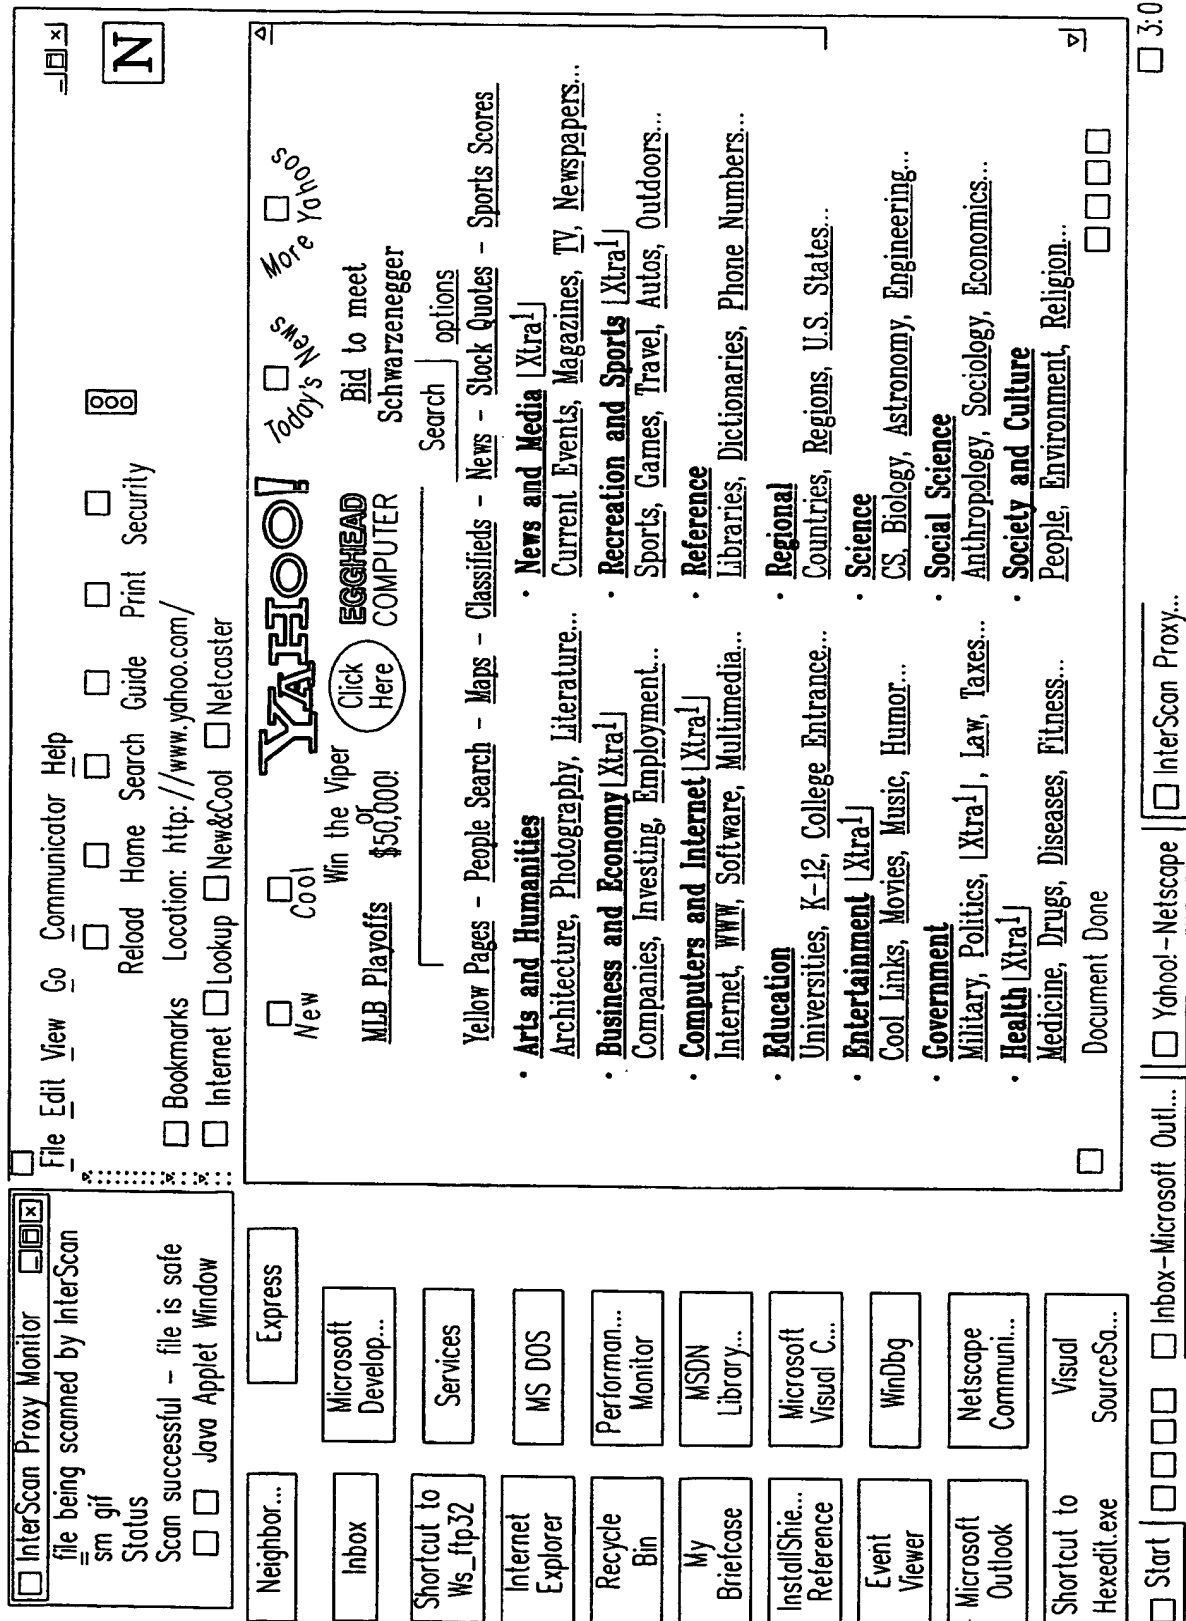 InterScan Proxy Monitor
file being scanned by InterScan
sm gif
Status
Scan successful – file is safe
Java Applet Window
File Edit View Go Communicator Help
Reload Home Search Guide Print Security
Bookmarks Location: http://www.yahoo.com/
Internet Lookup New&Cool Netcaster
N
New Cool YAHOO! Today's News More Yahoos
MLB Playoffs
Win the Viper
or
$50,000!
Click
Here
EGGHEAD
COMPUTER
Bid to meet
Schwarzenegger
Search options
Yellow Pages – People Search – Maps – Classifieds – News – Stock Quotes – Sports Scores
• Arts and Humanities
Architecture, Photography, Literature...
• Business and Economy [Xtra!]
Companies, Investing, Employment...
• Computers and Internet [Xtra!]
Internet, WWW, Software, Multimedia...
• Education
Universities, K-12, College Entrance...
• Entertainment [Xtra!]
Cool Links, Movies, Music, Humor...
• Government
Military, Politics, [Xtra!], Law, Taxes...
• Health [Xtra!]
Medicine, Drugs, Diseases, Fitness...
• News and Media [Xtra!]
Current Events, Magazines, TV, Newspapers...
• Recreation and Sports [Xtra!]
Sports, Games, Travel, Autos, Outdoors...
• Reference
Libraries, Dictionaries, Phone Numbers...
• Regional
Countries, Regions, U.S. States...
• Science
CS, Biology, Astronomy, Engineering...
• Social Science
Anthropology, Sociology, Economics...
• Society and Culture
People, Environment, Religion...
Document Done
Neighbor...
Express
Inbox
Microsoft
Develop...
Shortcut to
Ws_ftp32
Services
Internet
Explorer
MS DOS
Recycle
Bin
Performan...
Monitor
My
Briefcase
MSDN
Library...
InstallShie...
Reference
Microsoft
Visual C...
Event
Viewer
WinDbg
Microsoft
Outlook
Netscape
Communi...
Shortcut to
Hexedit.exe
Visual
SourceSa...
Start
Inbox–Microsoft Outl...
Yahoo!–Netscape
InterScan Proxy...
3:0